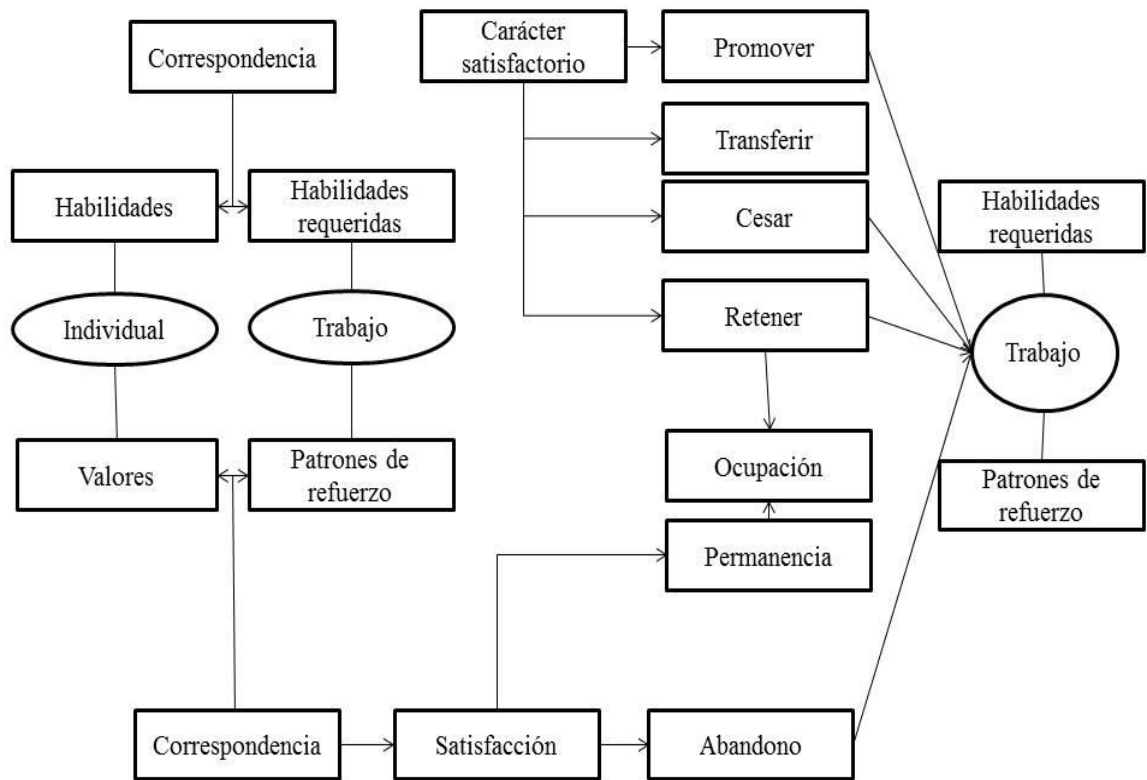 Correspondencia
Carácter
satisfactorio
Promover
Transferir
Habilidades
Habilidades
requeridas
Cesar
Habilidades
requeridas
Individual
Trabajo
Retener
Trabajo
Valores
Patrones de
refuerzo
Ocupación
Patrones de
refuerzo
Permanencia
Correspondencia
Satisfacción
Abandono